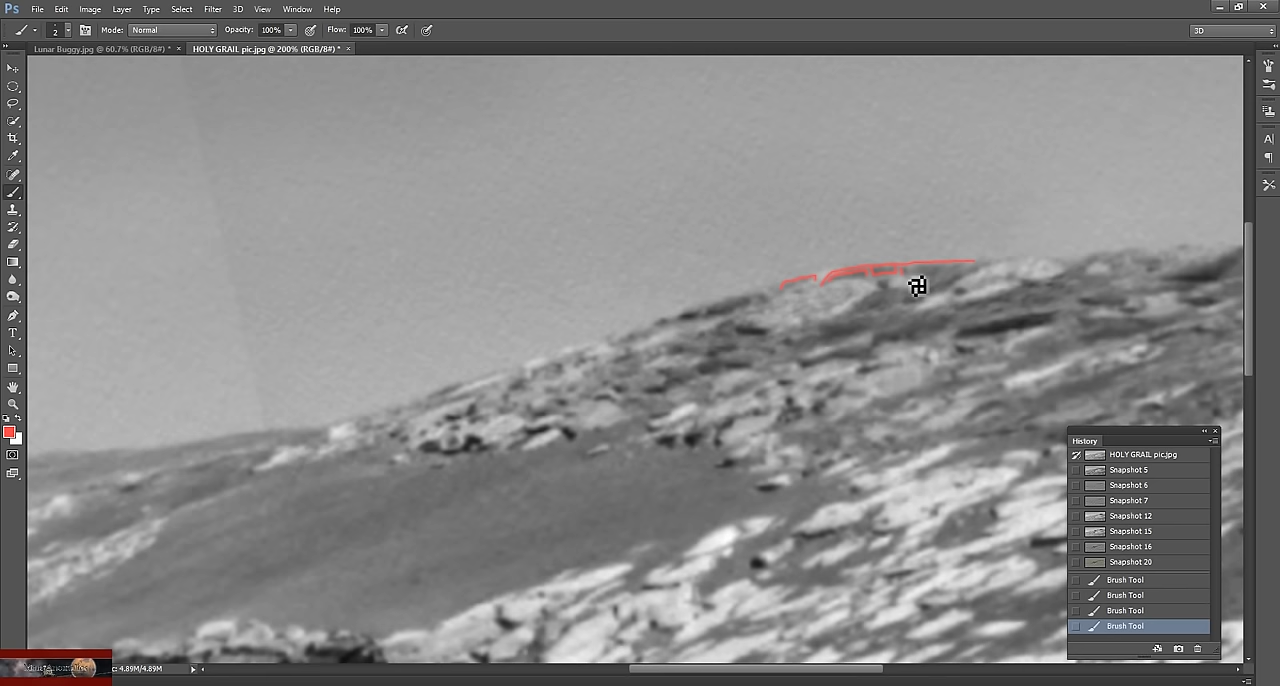 Ps File Edit Image Layer Type Select Filter 3D View Window Help
2 Mode: Normal Opacity: 100% Flow: 100% 3D
Lunar Buggy.jpg @ 60.7% (RGB/8#) * × HOLY GRAIL pic.jpg @ 200% (RGB/8#) * ×
History
HOLY GRAIL pic.jpg
Snapshot 5
Snapshot 6
Snapshot 7
Snapshot 12
Snapshot 15
Snapshot 16
Snapshot 20
Brush Tool
Brush Tool
Brush Tool
Brush Tool
c: 4.89M/4.89M